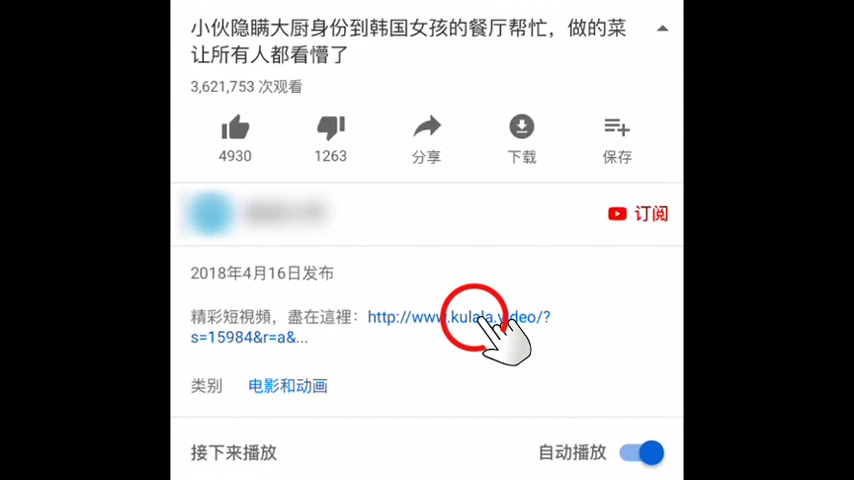 小伙隐瞒大厨身份到韩国女孩的餐厅帮忙，做的菜
让所有人都看懵了
3,621,753 次观看
4930 1263 分享 下载 保存
订阅
2018年4月16日发布
精彩短視頻，盡在這裡：http://www.kulala.video/?
s=15984&r=a&...
类别 电影和动画
接下来播放 自动播放